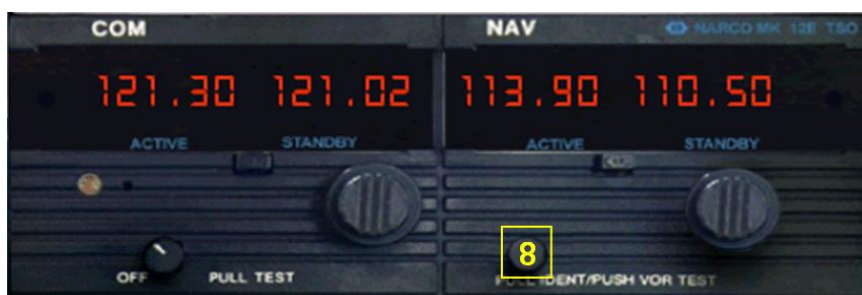 COM NAV NARCO MK 12E TSO
121.30 121.02 113.90 110.50
ACTIVE STANDBY ACTIVE STANDBY
8
OFF PULL TEST PULL IDENT/PUSH VOR TEST